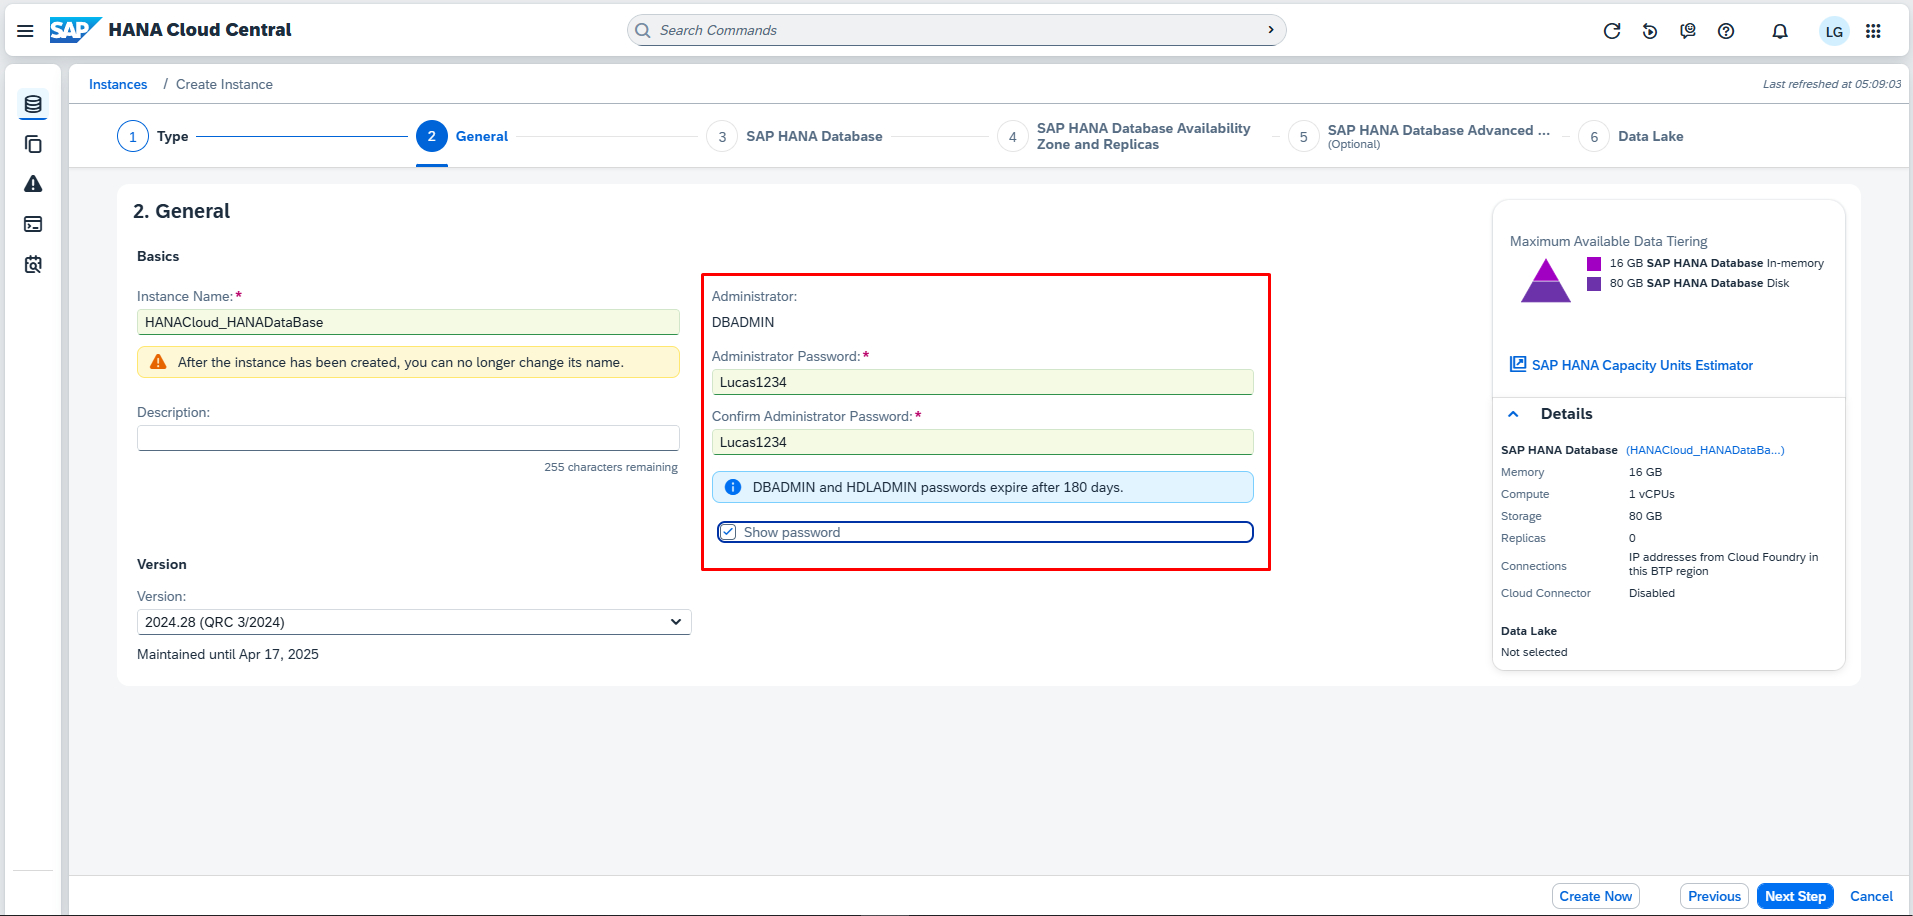 SAP HANA Cloud Central
Search Commands
LG
Instances / Create Instance
Last refreshed at 05:09:03
1 Type
2 General
3 SAP HANA Database
4 SAP HANA Database Availability
Zone and Replicas
5 SAP HANA Database Advanced ...
(Optional)
6 Data Lake
2. General
Basics
Instance Name:*
HANACloud_HANADataBase
After the instance has been created, you can no longer change its name.
Description:
255 characters remaining
Administrator:
DBADMIN
Administrator Password:*
Lucas1234
Confirm Administrator Password:*
Lucas1234
DBADMIN and HDLADMIN passwords expire after 180 days.
Show password
Version
Version:
2024.28 (QRC 3/2024)
Maintained until Apr 17, 2025
Maximum Available Data Tiering
16 GB SAP HANA Database In-memory
80 GB SAP HANA Database Disk
SAP HANA Capacity Units Estimator
Details
SAP HANA Database (HANACloud_HANADataBa...)
Memory 16 GB
Compute 1 vCPUs
Storage 80 GB
Replicas 0
Connections IP addresses from Cloud Foundry in
this BTP region
Cloud Connector Disabled
Data Lake
Not selected
Create Now Previous Next Step Cancel